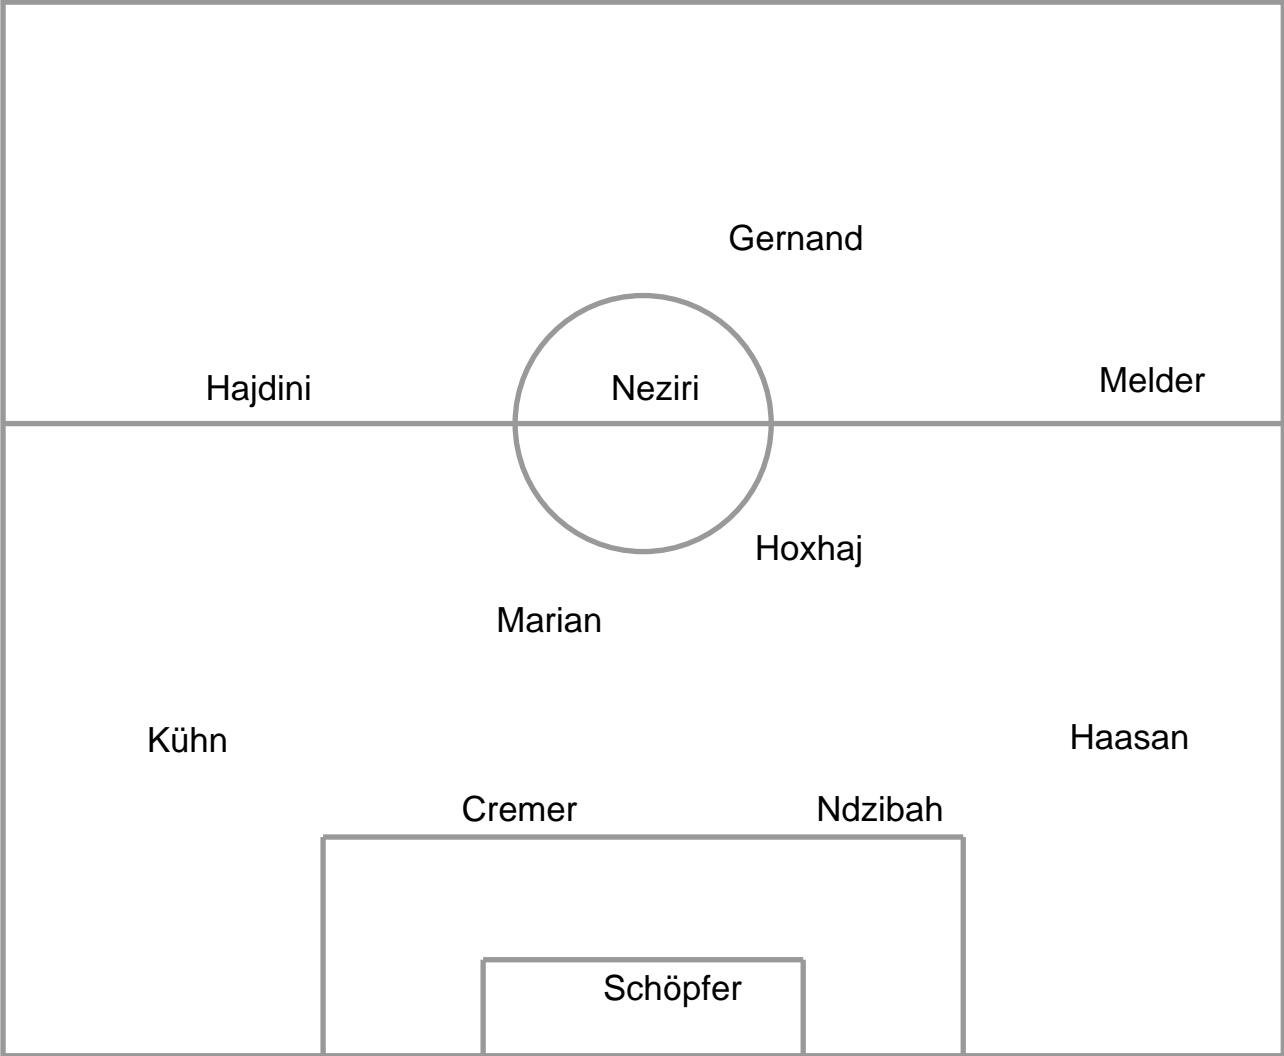 Gernand
Hajdini
Neziri
Melder
Hoxhaj
Marian
Kühn
Haasan
Cremer
Ndzibah
Schöpfer